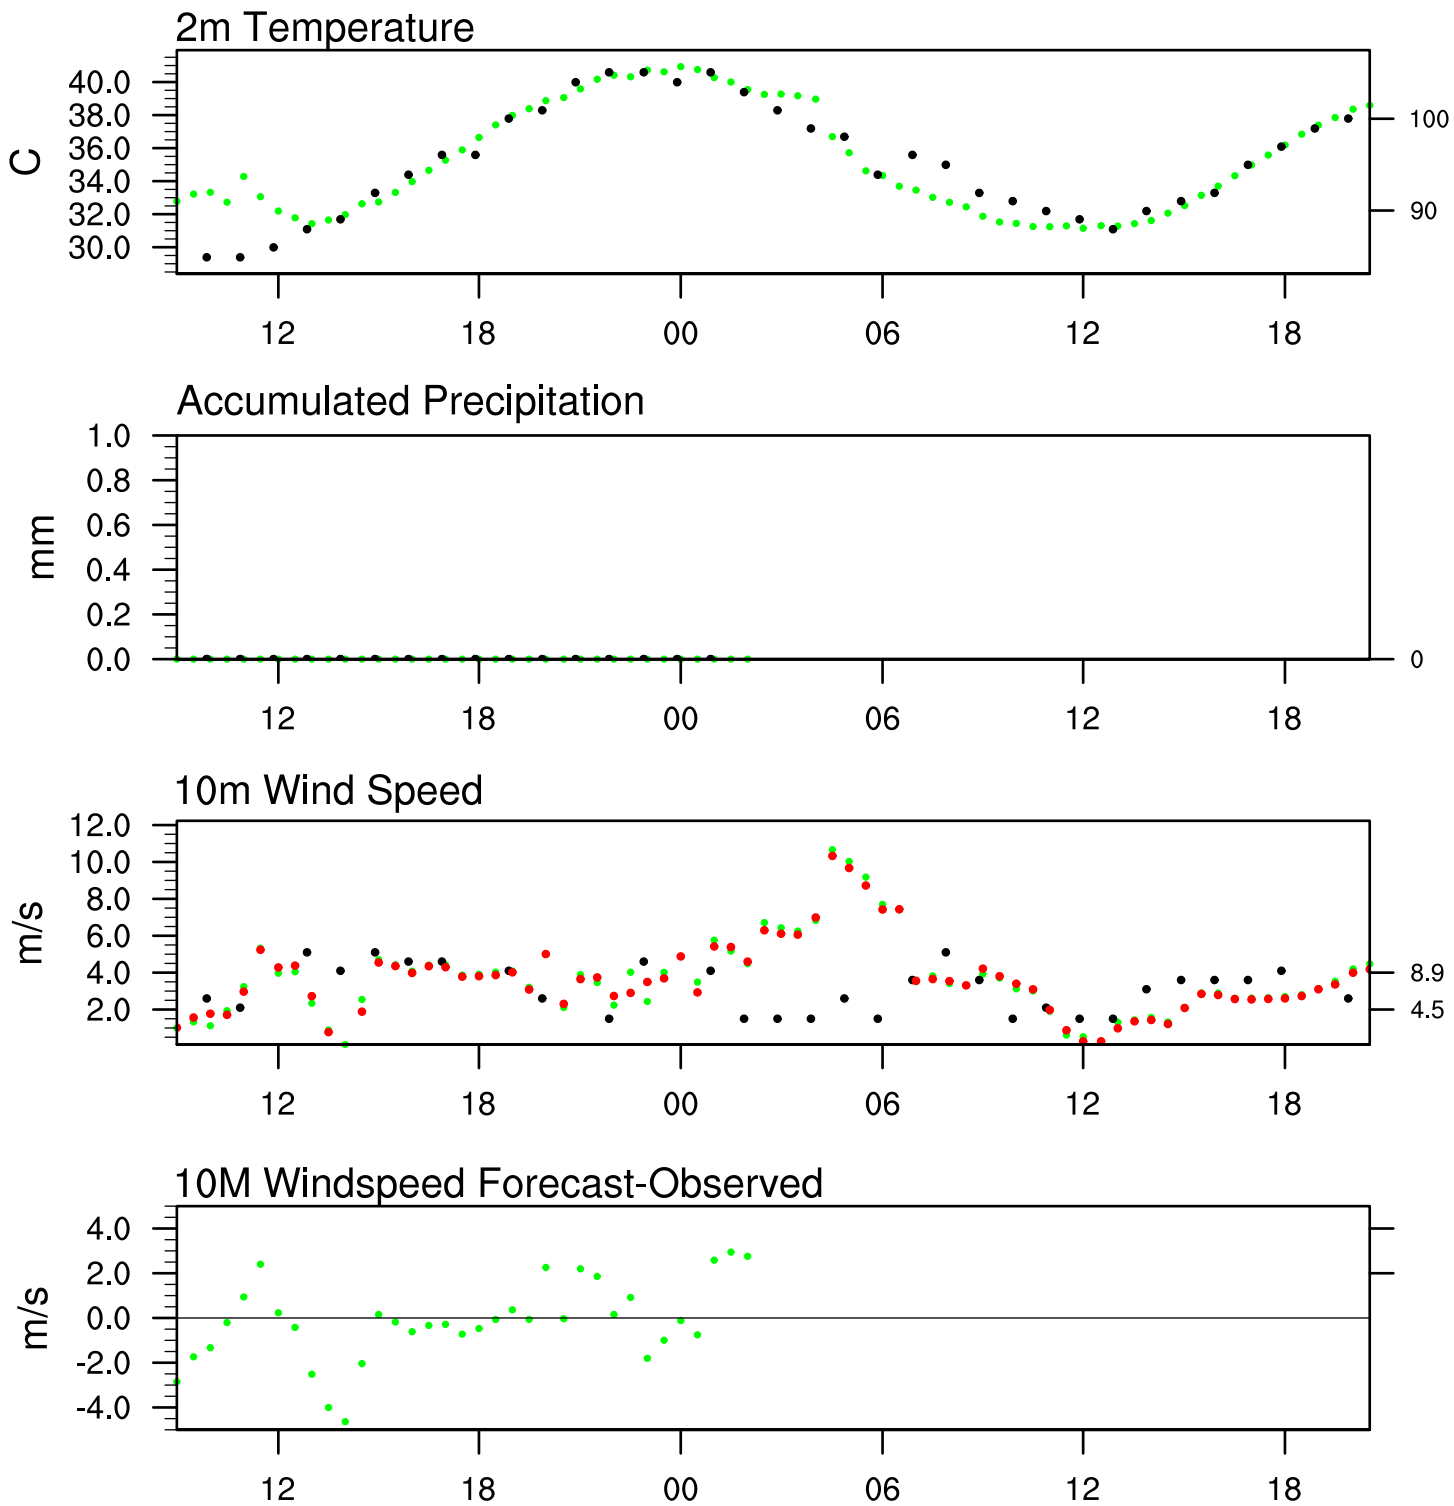 2m Temperature
40.0
38.0
36.0
34.0
32.0
30.0
C
100
90
12 18 00 06 12 18
Accumulated Precipitation
1.0
0.8
0.6
0.4
0.2
0.0
mm
0
12 18 00 06 12 18
10m Wind Speed
12.0
10.0
8.0
6.0
4.0
2.0
m/s
8.9
4.5
12 18 00 06 12 18
10M Windspeed Forecast-Observed
4.0
2.0
0.0
-2.0
-4.0
m/s
12 18 00 06 12 18